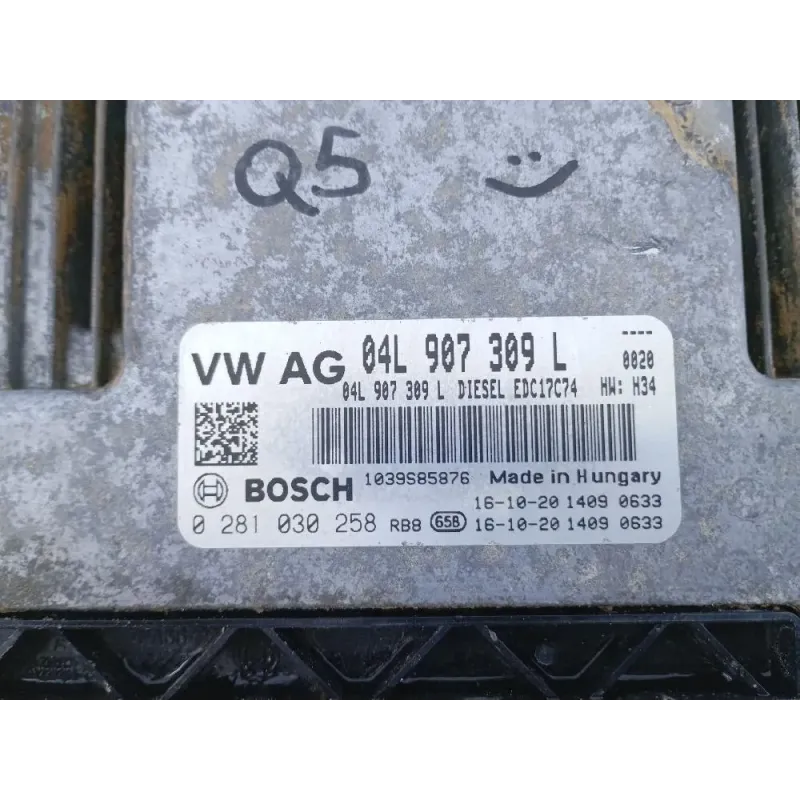 Q5 :)
VW AG 04L 907 309 L ----
04L 907 309 L DIESEL EDC17C74 0020
HW: H34
1039S85876 Made in Hungary
BOSCH 16-10-20 1409 0633
0 281 030 258 RB8 65B 16-10-20 1409 0633